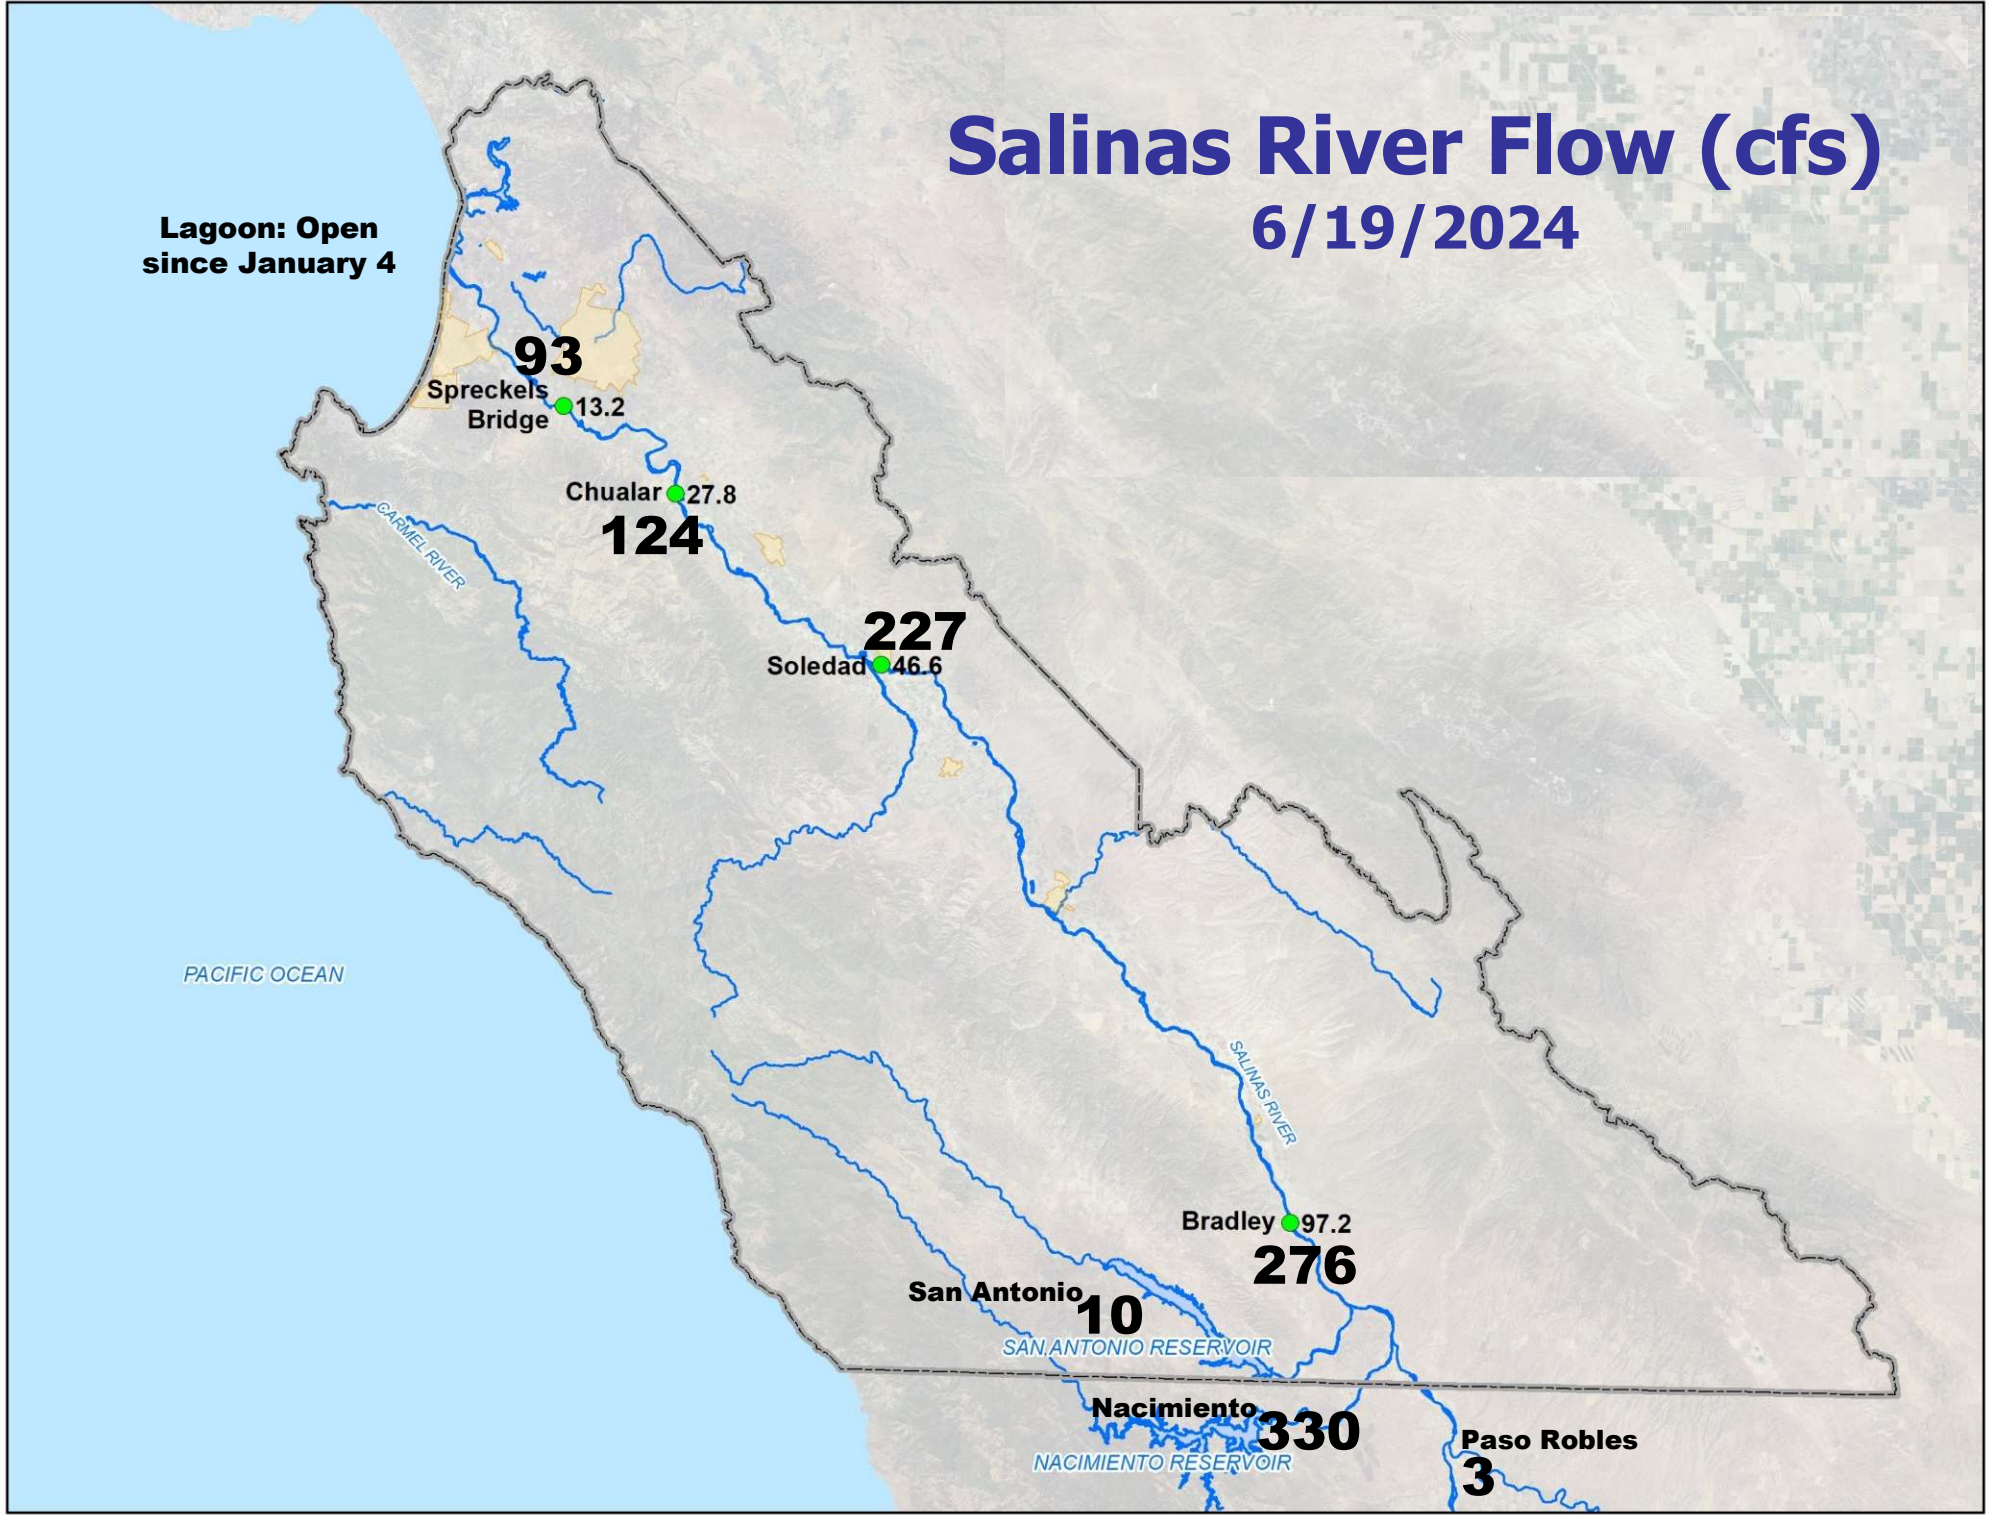 Salinas River Flow (cfs)
6/19/2024
Lagoon: Open
since January 4
93
Spreckels
Bridge
13.2
Chualar
27.8
124
CARMEL RIVER
227
Soledad
46.6
PACIFIC OCEAN
SALINAS RIVER
Bradley
97.2
276
San Antonio
10
SAN ANTONIO RESERVOIR
Nacimiento
330
NACIMIENTO RESERVOIR
Paso Robles
3